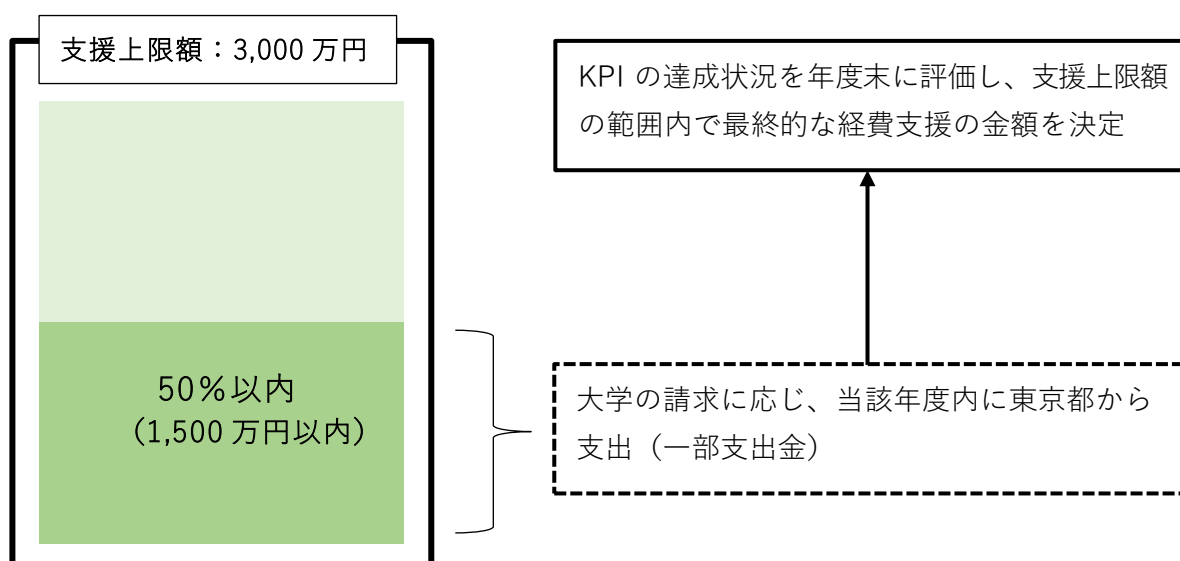 支援上限額：3,000 万円
KPI の達成状況を年度末に評価し、支援上限額
の範囲内で最終的な経費支援の金額を決定
50％以内
（1,500 万円以内）
大学の請求に応じ、当該年度内に東京都から
支出（一部支出金）